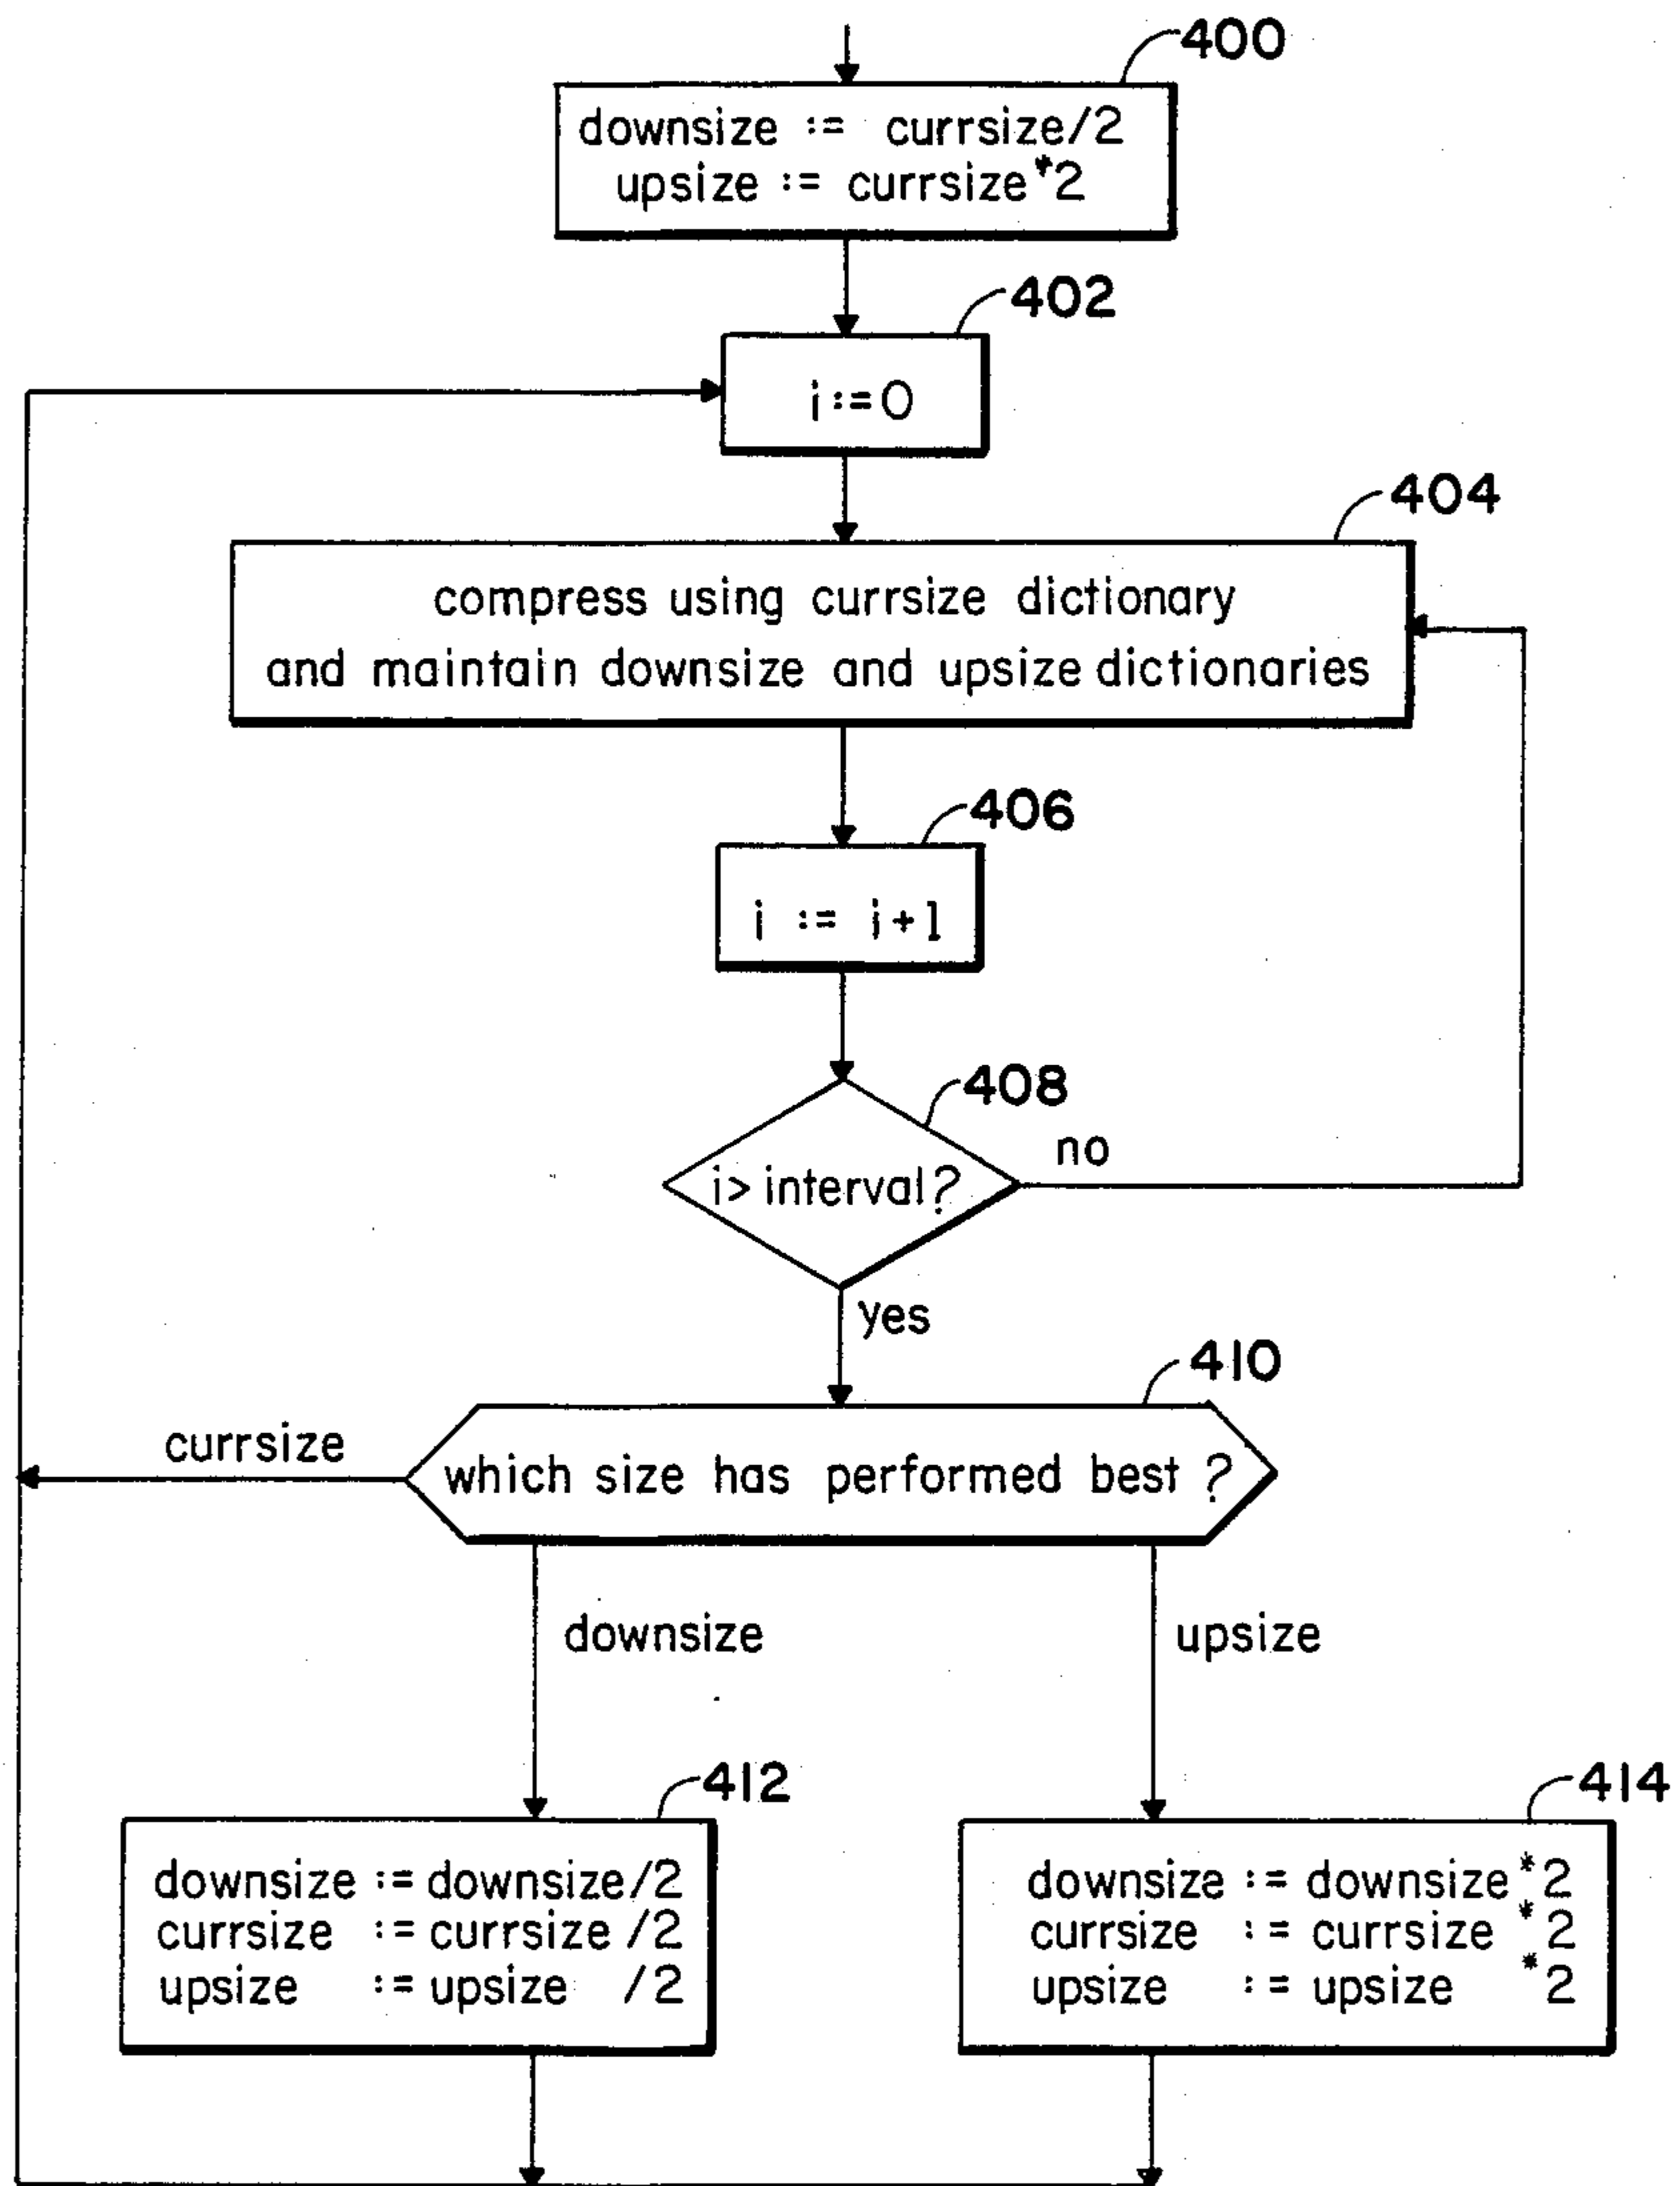 400
downsize := currsize/2
upsize := currsize*2
402
i:=0
404
compress using currsize dictionary
and maintain downsize and upsize dictionaries
406
i := i+1
408
i> interval?
no
yes
410
which size has performed best ?
currsize
downsize
upsize
412
downsize := downsize/2
currsize := currsize /2
upsize := upsize /2
414
downsize := downsize*2
currsize := currsize *2
upsize := upsize *2